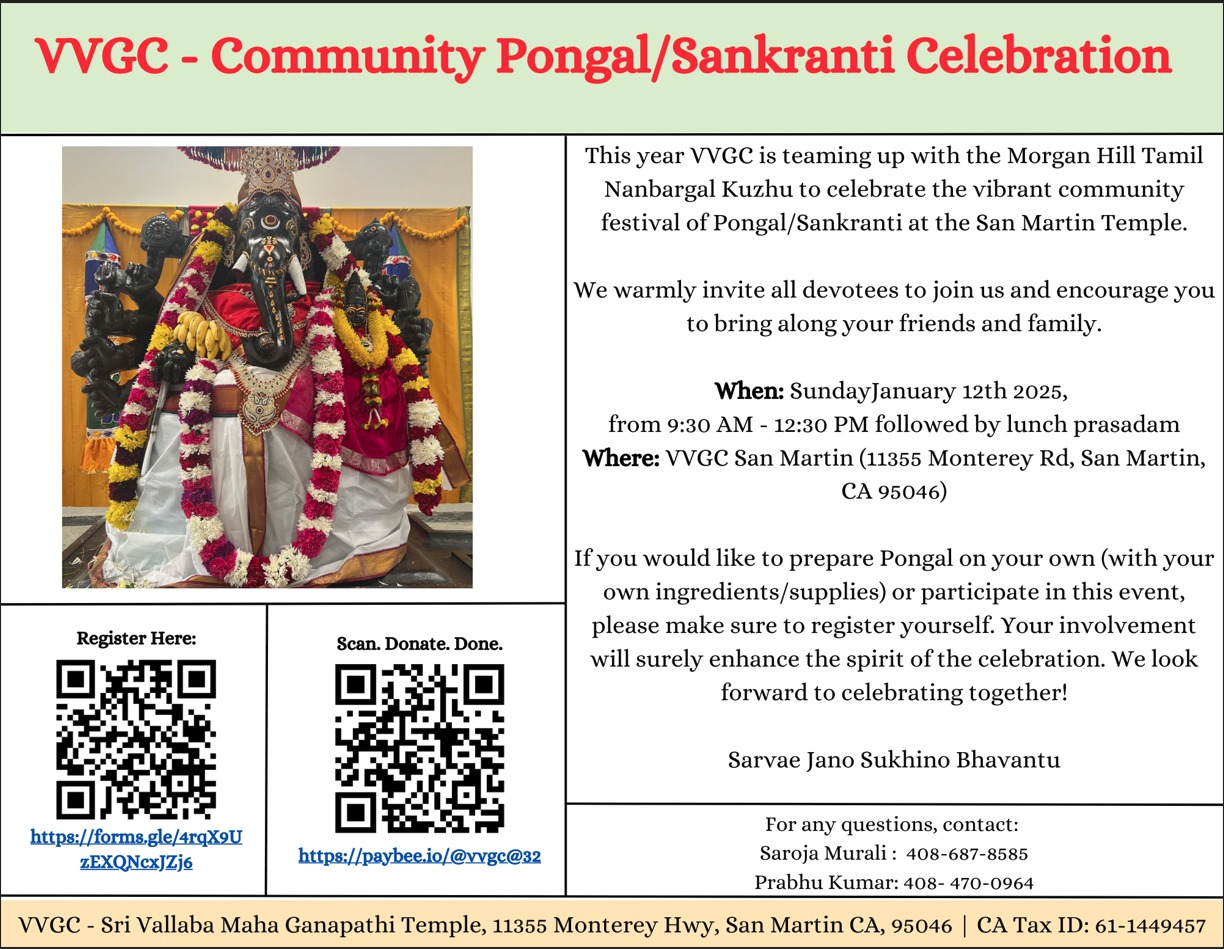 VVGC - Community Pongal/Sankranti Celebration
This year VVGC is teaming up with the Morgan Hill Tamil
Nanbargal Kuzhu to celebrate the vibrant community
festival of Pongal/Sankranti at the San Martin Temple.
We warmly invite all devotees to join us and encourage you
to bring along your friends and family.
When: SundayJanuary 12th 2025,
from 9:30 AM - 12:30 PM followed by lunch prasadam
Where: VVGC San Martin (11355 Monterey Rd, San Martin,
CA 95046)
If you would like to prepare Pongal on your own (with your
own ingredients/supplies) or participate in this event,
please make sure to register yourself. Your involvement
will surely enhance the spirit of the celebration. We look
forward to celebrating together!
Sarvae Jano Sukhino Bhavantu
Register Here:
https://forms.gle/4rqX9U
zEXQNcxJZj6
Scan. Donate. Done.
https://paybee.io/@vvgc@32
For any questions, contact:
Saroja Murali :  408-687-8585
Prabhu Kumar: 408- 470-0964
VVGC - Sri Vallaba Maha Ganapathi Temple, 11355 Monterey Hwy, San Martin CA, 95046 | CA Tax ID: 61-1449457